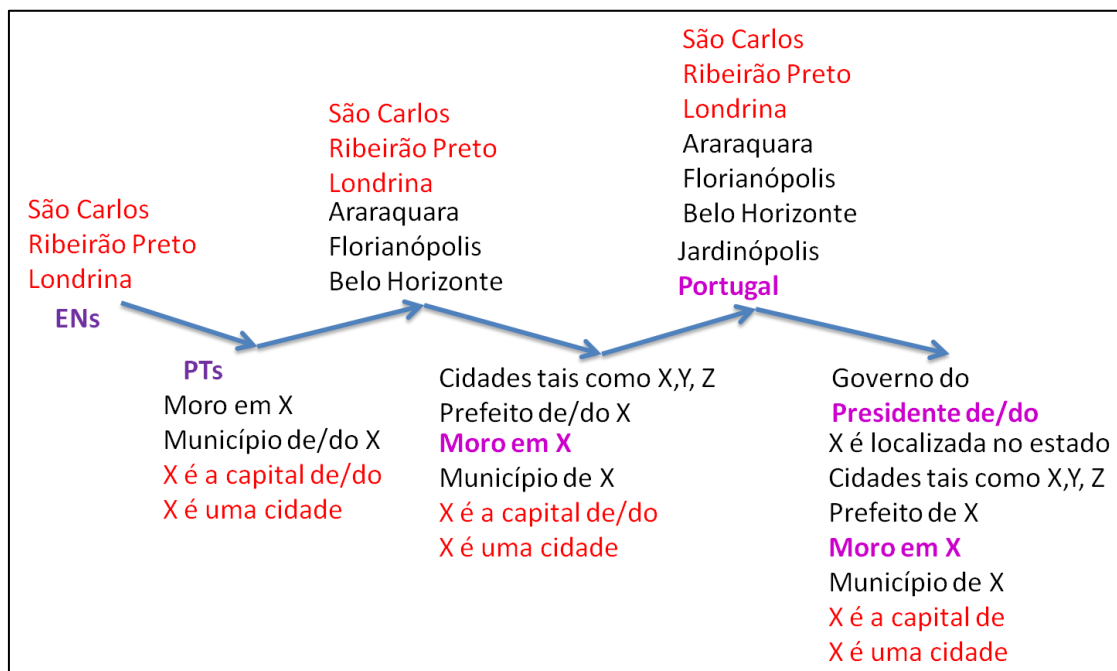 São Carlos
Ribeirão Preto
Londrina
ENs
PTs
Moro em X
Município de/do X
X é a capital de/do
X é uma cidade
São Carlos
Ribeirão Preto
Londrina
Araraquara
Florianópolis
Belo Horizonte
Cidades tais como X,Y, Z
Prefeito de/do X
Moro em X
Município de X
X é a capital de/do
X é uma cidade
São Carlos
Ribeirão Preto
Londrina
Araraquara
Florianópolis
Belo Horizonte
Jardinópolis
Portugal
Governo do
Presidente de/do
X é localizada no estado
Cidades tais como X,Y, Z
Prefeito de X
Moro em X
Município de X
X é a capital de
X é uma cidade